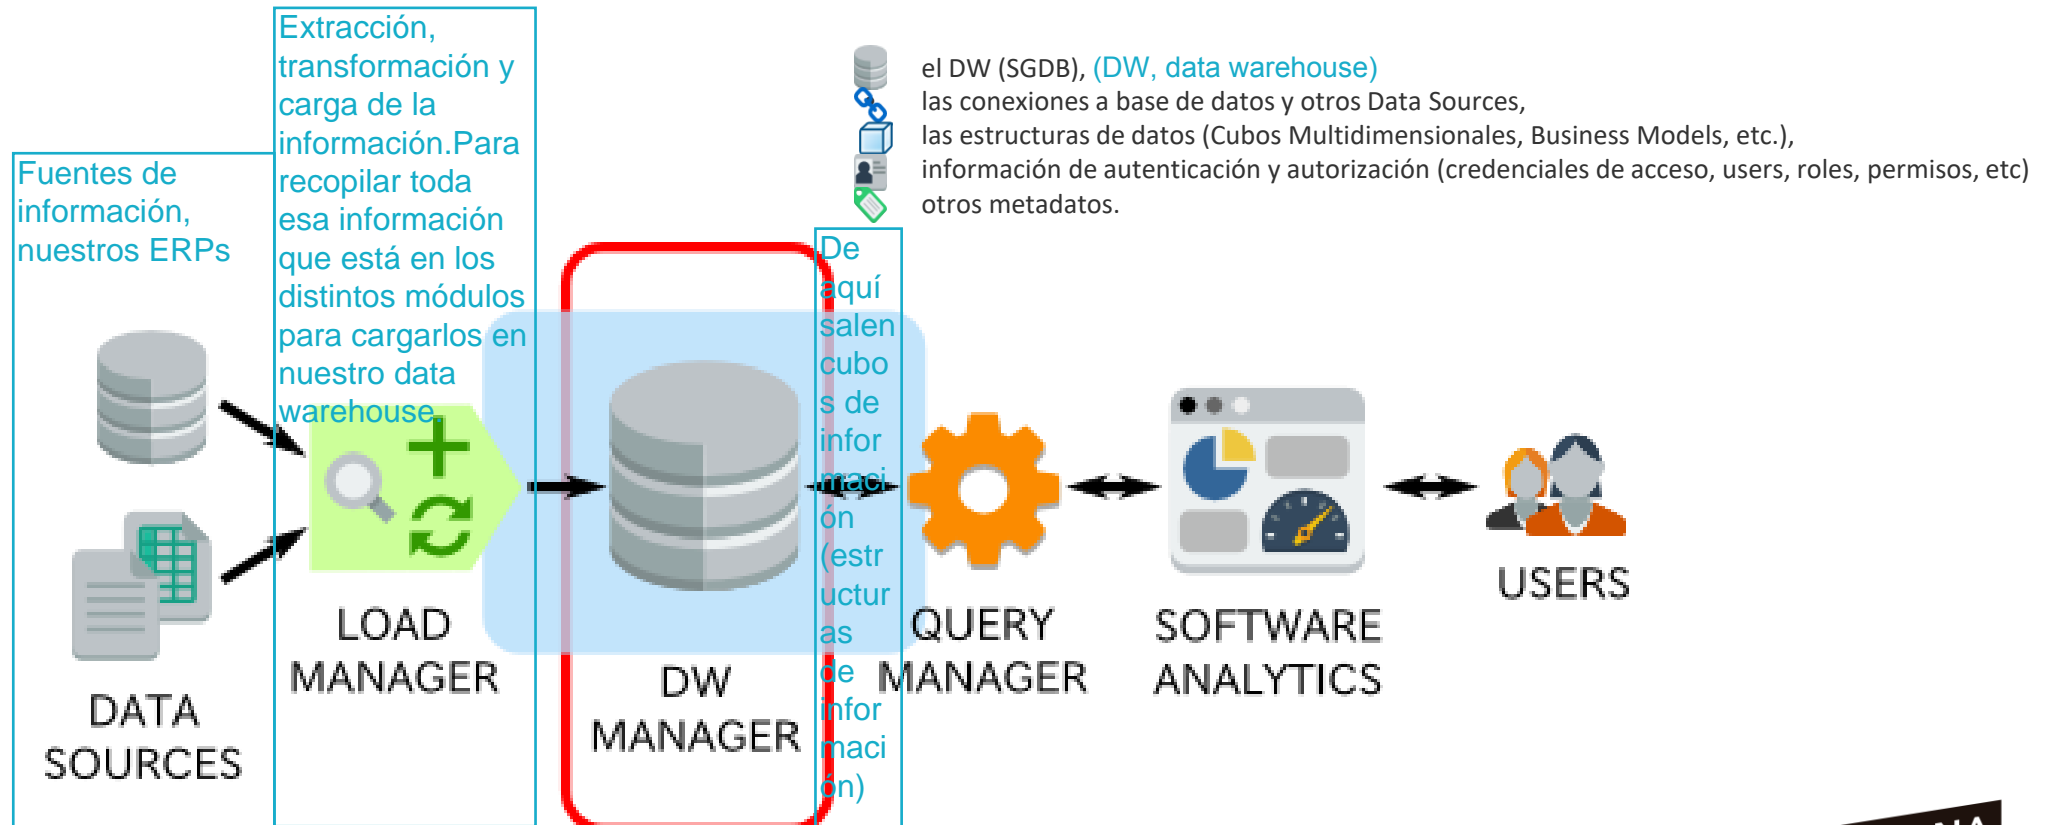 Extracción,
transformación y
carga de la
información.Para
recopilar toda
esa información
que está en los
distintos módulos
para cargarlos en
nuestro data
warehouse.
el DW (SGDB), (DW, data warehouse)
las conexiones a base de datos y otros Data Sources,
las estructuras de datos (Cubos Multidimensionales, Business Models, etc.),
información de autenticación y autorización (credenciales de acceso, users, roles, permisos, etc)
otros metadatos.
Fuentes de
información,
nuestros ERPs
De
aquí
salen
cubo
s de
infor
maci
ón
(estr
uctur
as
de
infor
maci
ón)
DATA
SOURCES
LOAD
MANAGER
DW
MANAGER
QUERY
MANAGER
SOFTWARE
ANALYTICS
USERS